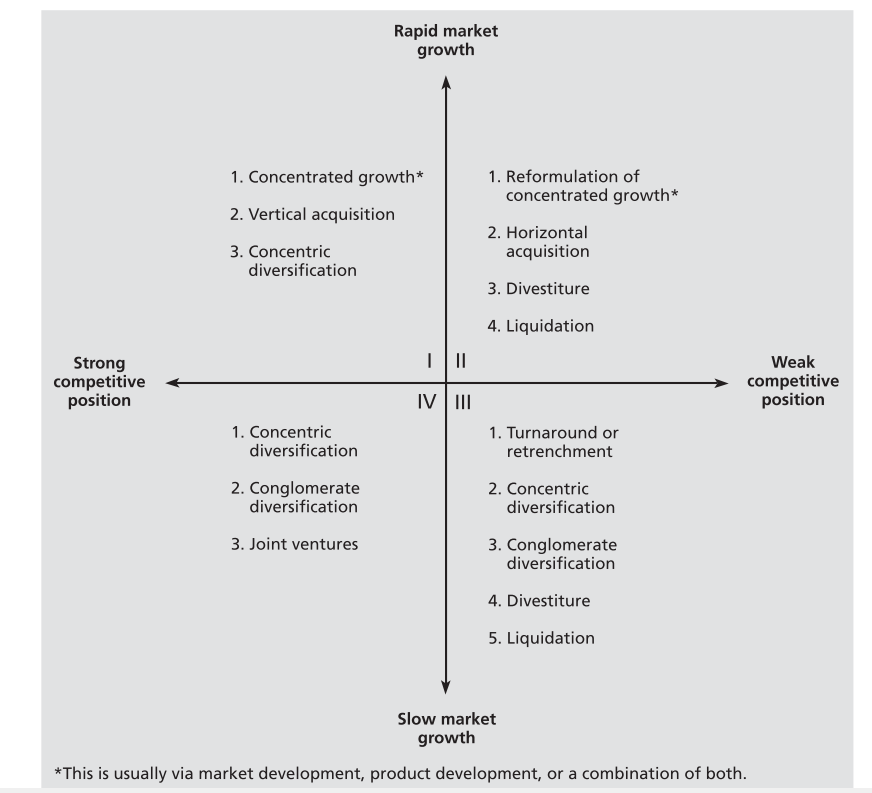 Rapid market
growth
1. Concentrated growth*
2. Vertical acquisition
3. Concentric
diversification
1. Reformulation of
concentrated growth*
2. Horizontal
acquisition
3. Divestiture
4. Liquidation
I
II
Strong
competitive
position
Weak
competitive
position
IV
III
1. Concentric
diversification
2. Conglomerate
diversification
3. Joint ventures
1. Turnaround or
retrenchment
2. Concentric
diversification
3. Conglomerate
diversification
4. Divestiture
5. Liquidation
Slow market
growth
*This is usually via market development, product development, or a combination of both.